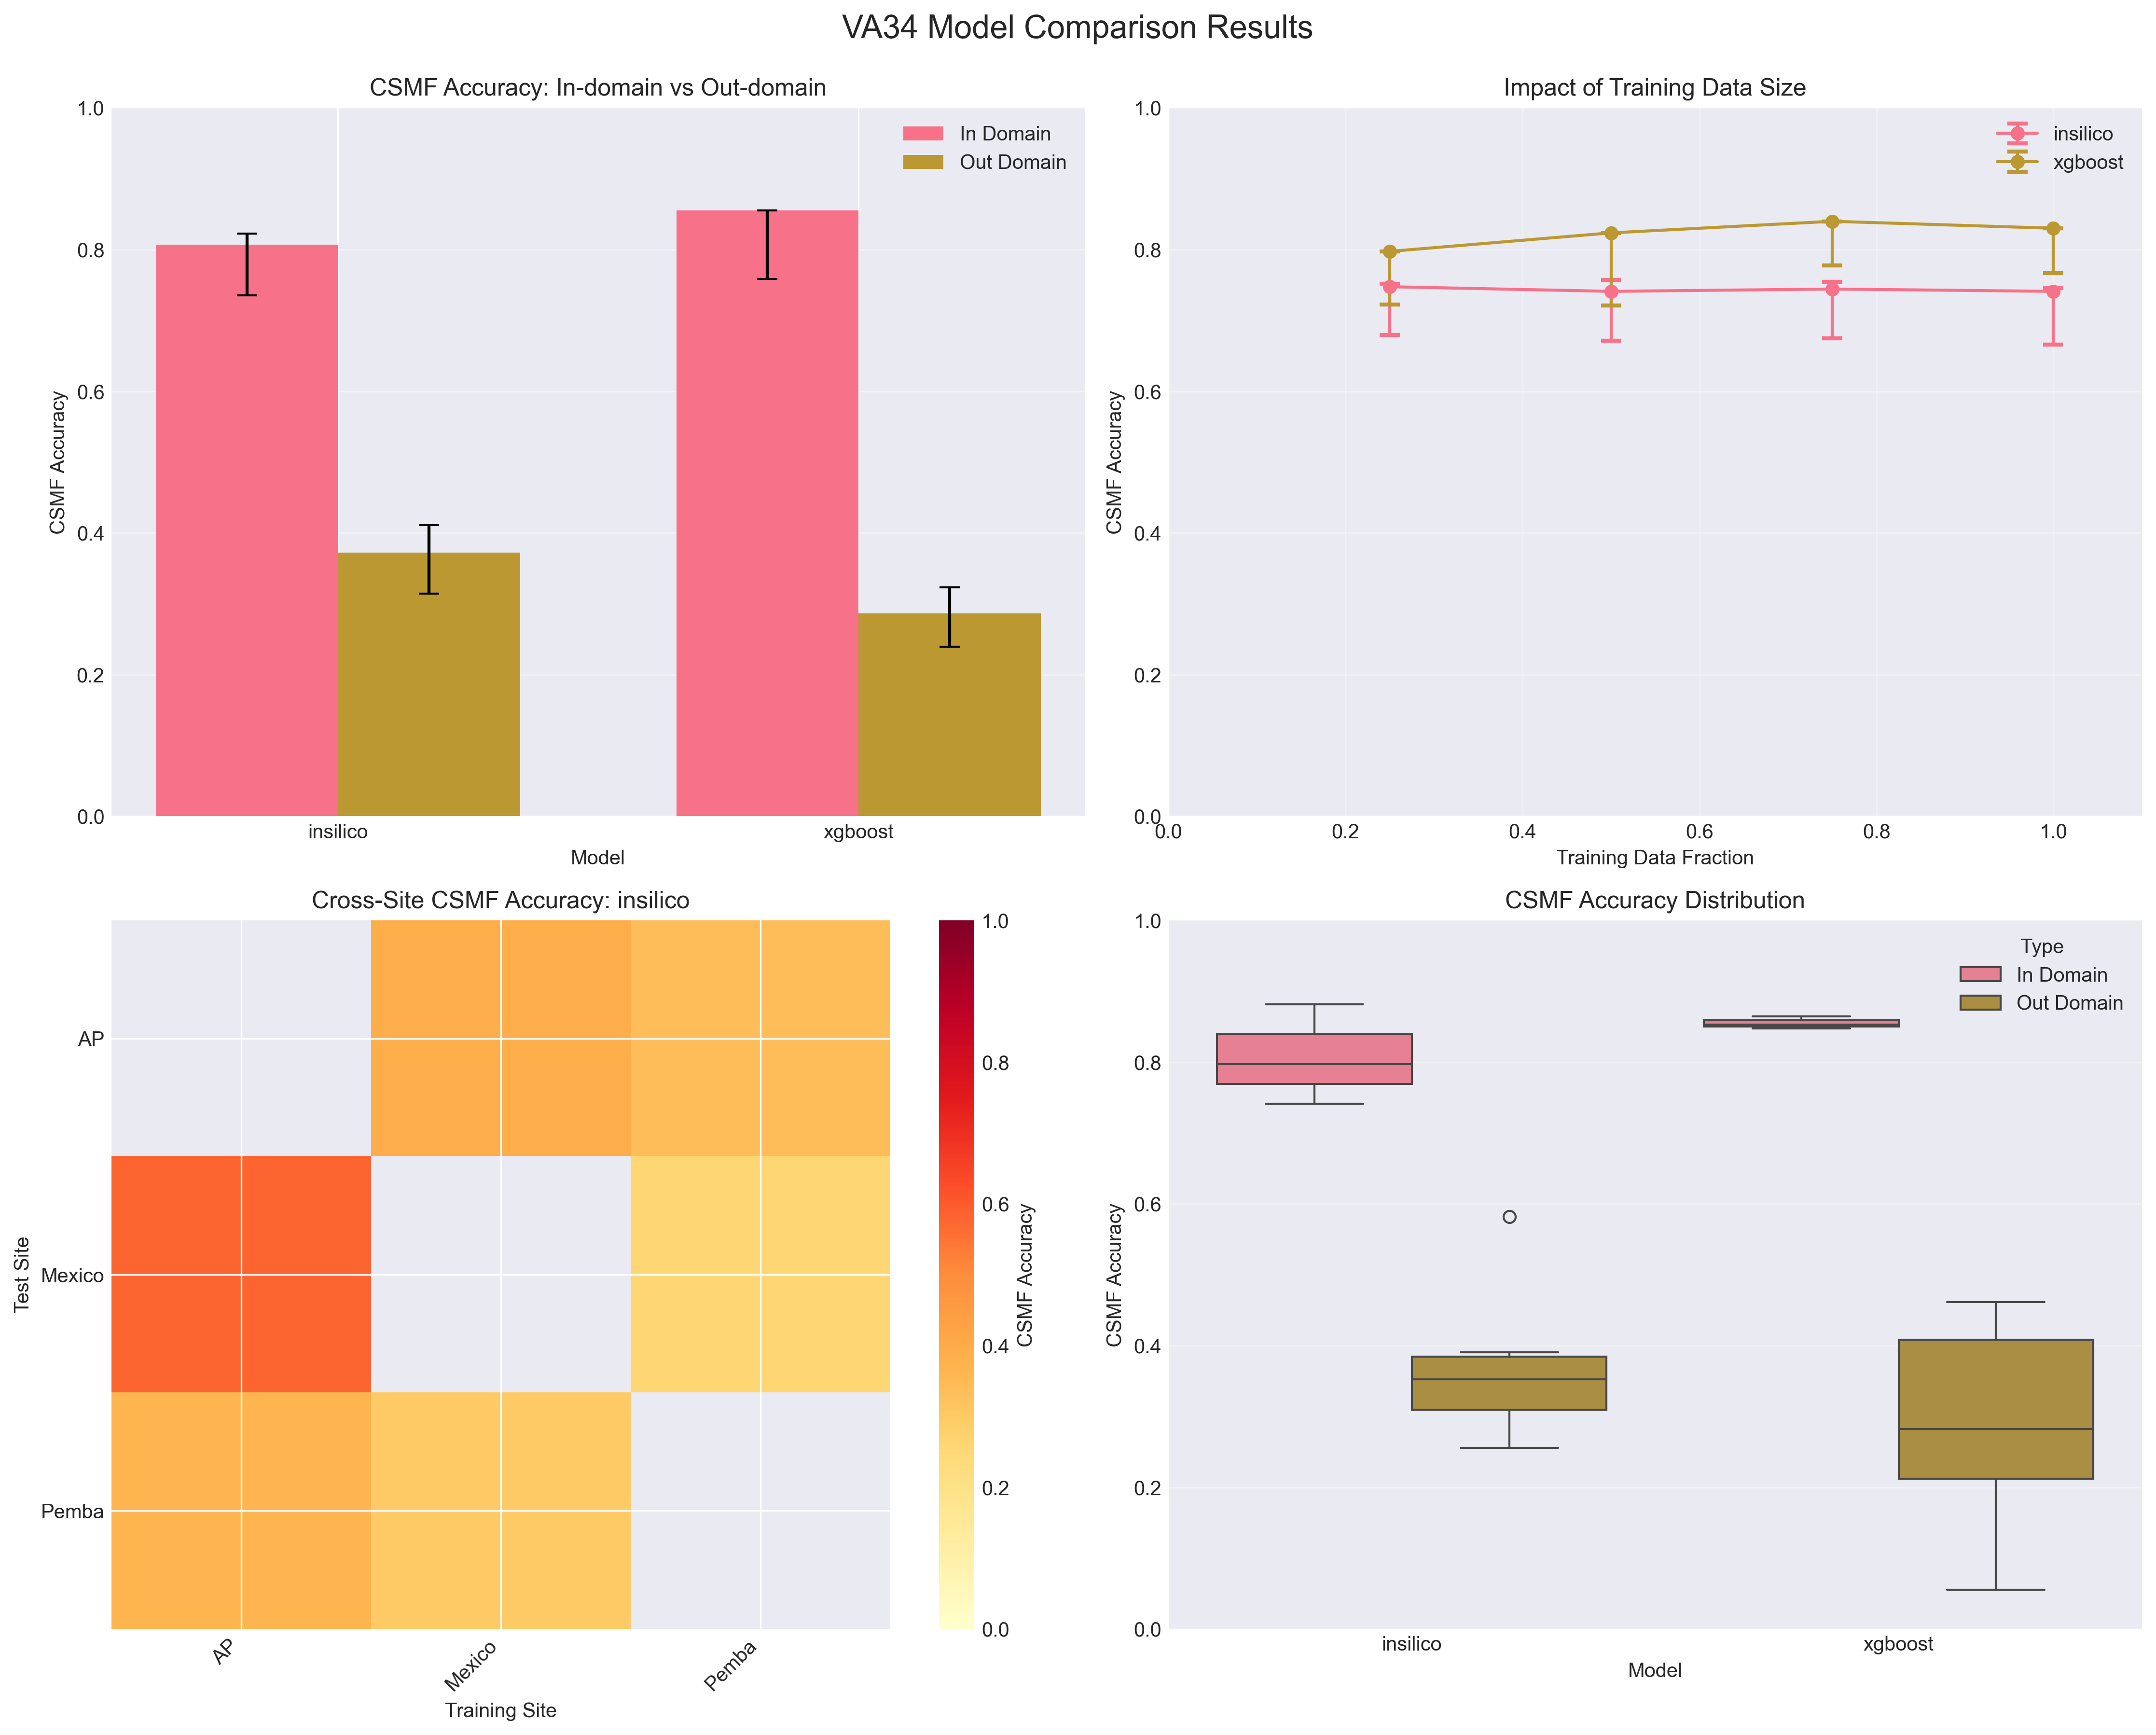 VA34 Model Comparison Results
CSMF Accuracy: In-domain vs Out-domain
1.0
0.8
0.6
0.4
0.2
0.0
CSMF Accuracy
In Domain
Out Domain
insilico
xgboost
Model
Impact of Training Data Size
1.0
0.8
0.6
0.4
0.2
0.0
CSMF Accuracy
insilico
xgboost
0.0
0.2
0.4
0.6
0.8
1.0
Training Data Fraction
Cross-Site CSMF Accuracy: insilico
Test Site
AP
Mexico
Pemba
AP
Mexico
Pemba
Training Site
1.0
0.8
0.6
0.4
0.2
0.0
CSMF Accuracy
CSMF Accuracy Distribution
1.0
0.8
0.6
0.4
0.2
0.0
CSMF Accuracy
Type
In Domain
Out Domain
insilico
xgboost
Model